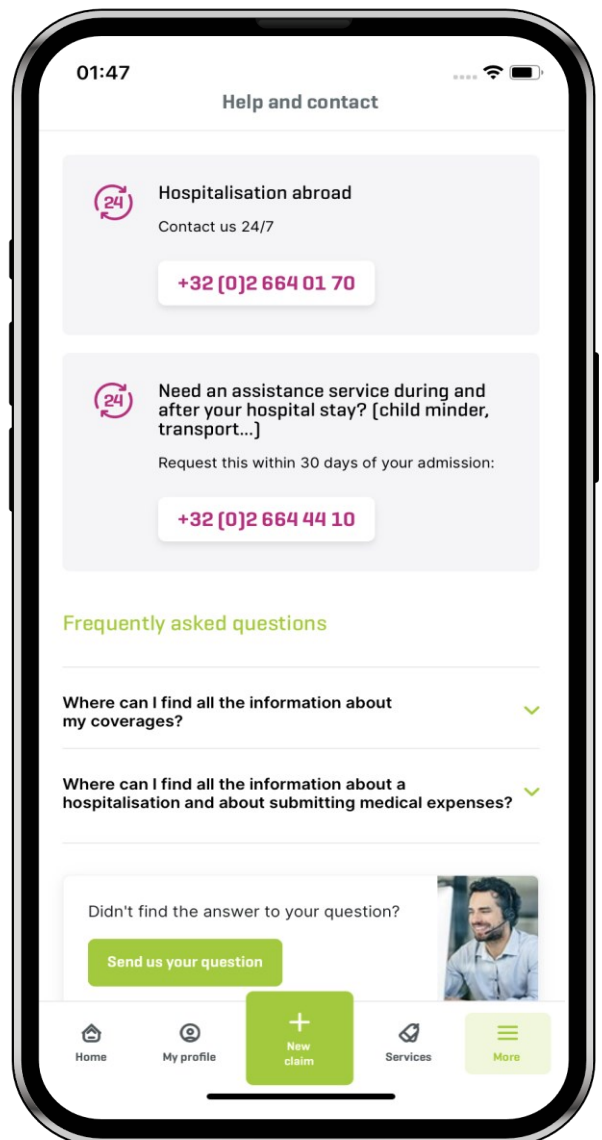 01:47
Help and contact
24
Hospitalisation abroad
Contact us 24/7
+32 (0)2 664 01 70
24
Need an assistance service during and
after your hospital stay? (child minder,
transport...)
Request this within 30 days of your admission:
+32 (0)2 664 44 10
Frequently asked questions
Where can I find all the information about
my coverages?
Where can I find all the information about a
hospitalisation and about submitting medical expenses?
Didn't find the answer to your question?
Send us your question
Home
My profile
New
claim
Services
More